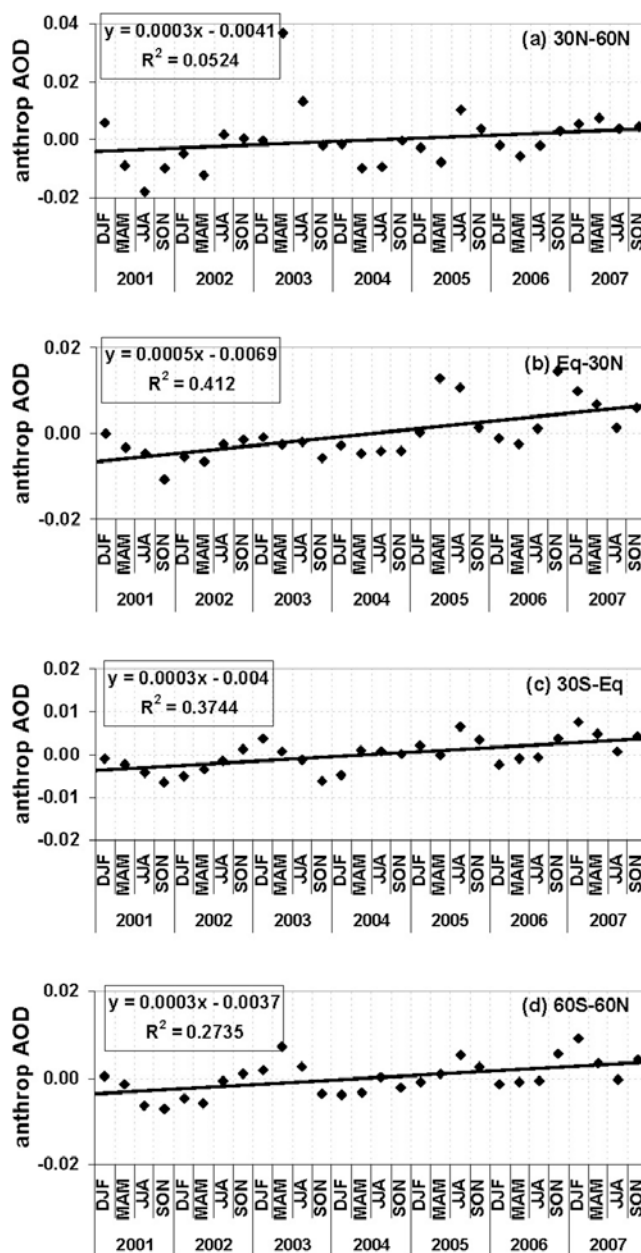 y = 0.0003x - 0.0041
R² = 0.0524
(a) 30N-60N
anthrop AOD
0.04
0.02
0.00
-0.02
DJF MAM JJA SON DJF MAM JJA SON DJF MAM JJA SON DJF MAM JJA SON DJF MAM JJA SON DJF MAM JJA SON DJF MAM JJA SON
2001 2002 2003 2004 2005 2006 2007
y = 0.0005x - 0.0069
R² = 0.412
(b) Eq-30N
anthrop AOD
0.02
0.00
-0.02
DJF MAM JJA SON DJF MAM JJA SON DJF MAM JJA SON DJF MAM JJA SON DJF MAM JJA SON DJF MAM JJA SON DJF MAM JJA SON
2001 2002 2003 2004 2005 2006 2007
y = 0.0003x - 0.004
R² = 0.3744
(c) 30S-Eq
anthrop AOD
0.02
0.01
0.00
-0.01
-0.02
DJF MAM JJA SON DJF MAM JJA SON DJF MAM JJA SON DJF MAM JJA SON DJF MAM JJA SON DJF MAM JJA SON DJF MAM JJA SON
2001 2002 2003 2004 2005 2006 2007
y = 0.0003x - 0.0037
R² = 0.2735
(d) 60S-60N
anthrop AOD
0.02
0.00
-0.02
DJF MAM JJA SON DJF MAM JJA SON DJF MAM JJA SON DJF MAM JJA SON DJF MAM JJA SON DJF MAM JJA SON DJF MAM JJA SON
2001 2002 2003 2004 2005 2006 2007